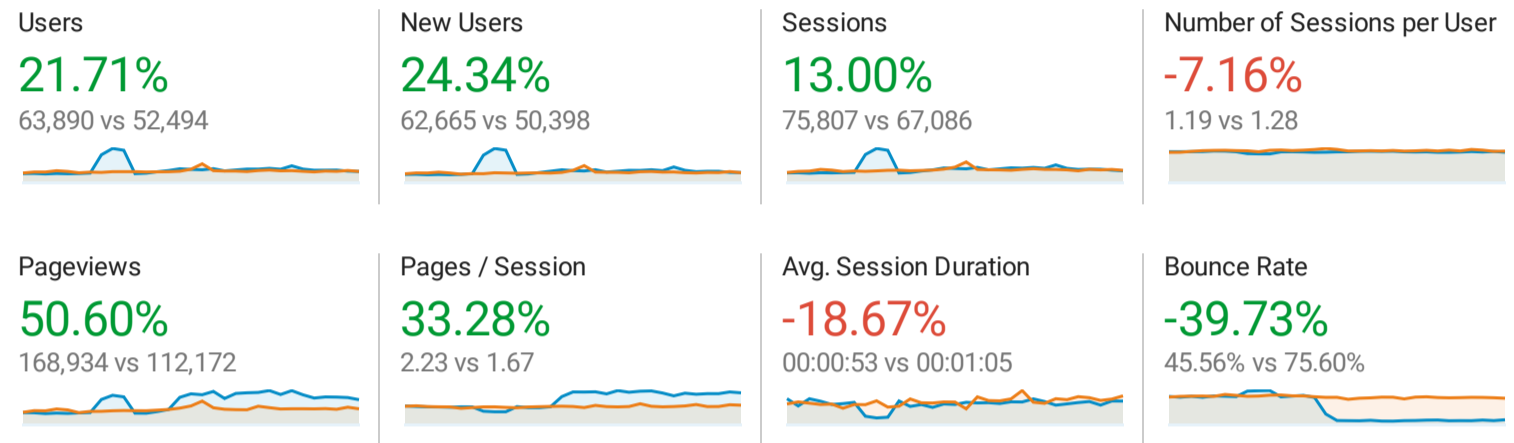 Users
21.71%
63,890 vs 52,494
New Users
24.34%
62,665 vs 50,398
Sessions
13.00%
75,807 vs 67,086
Number of Sessions per User
-7.16%
1.19 vs 1.28
Pageviews
50.60%
168,934 vs 112,172
Pages / Session
33.28%
2.23 vs 1.67
Avg. Session Duration
-18.67%
00:00:53 vs 00:01:05
Bounce Rate
-39.73%
45.56% vs 75.60%